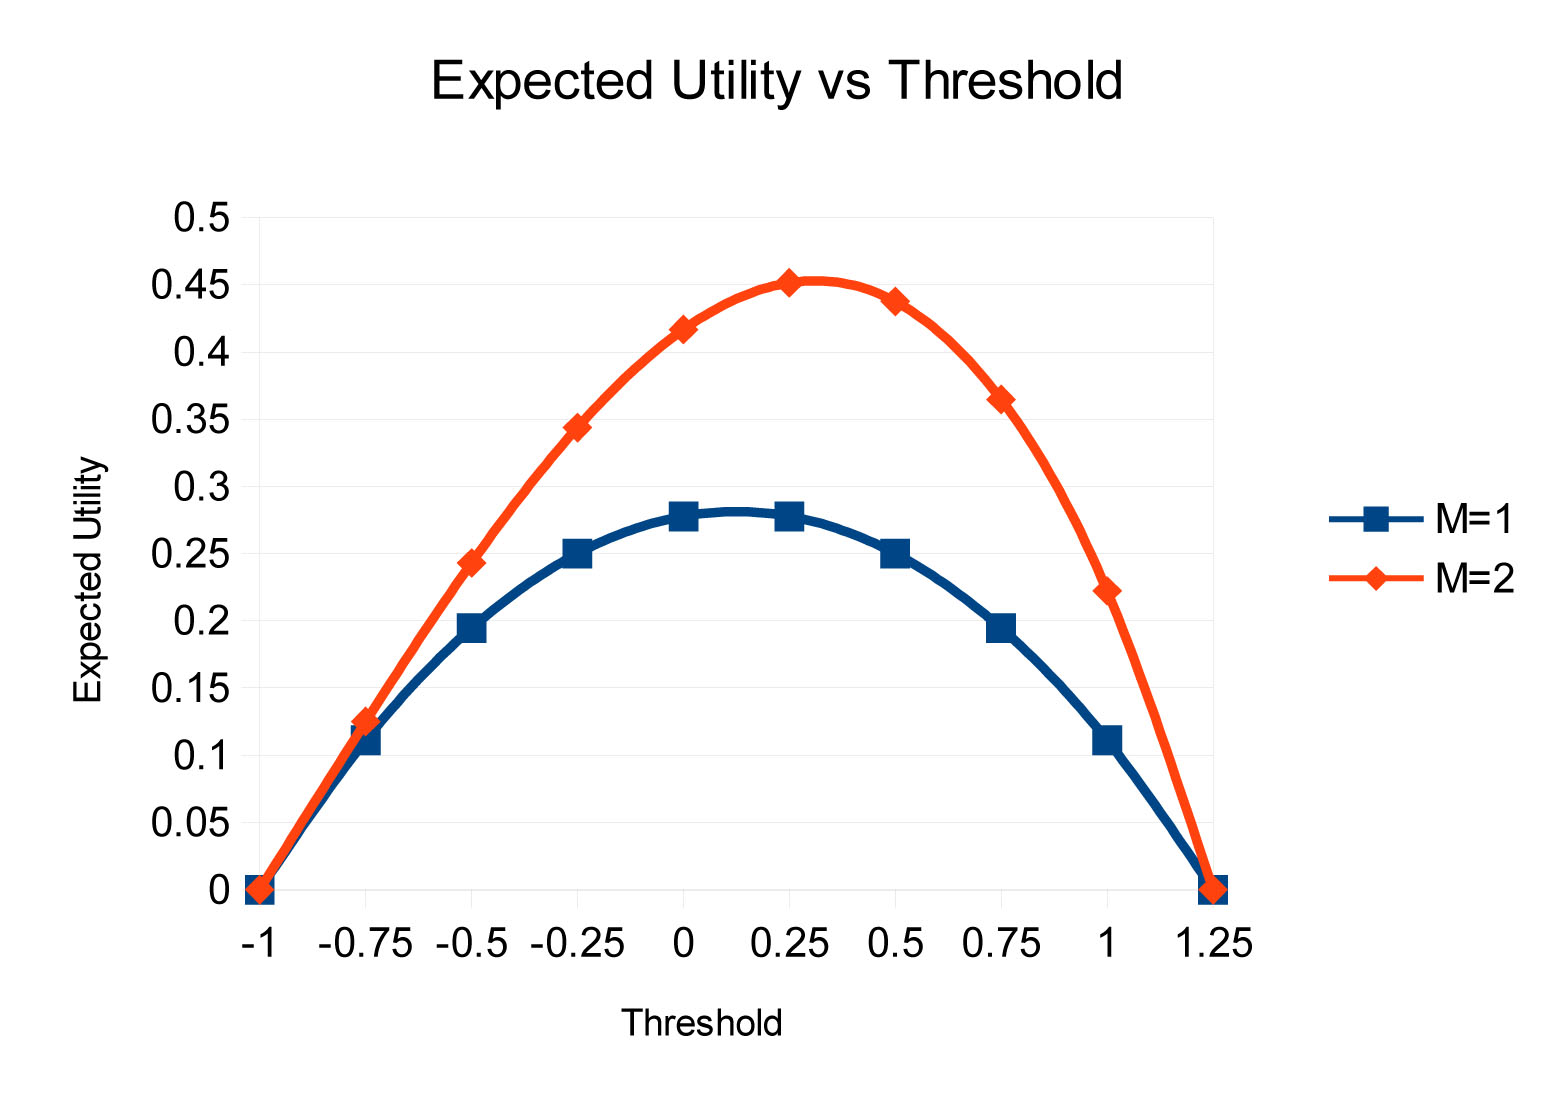 Expected Utility vs Threshold
0.5
0.45
0.4
0.35
0.3
0.25
0.2
0.15
0.1
0.05
0
Expected Utility
-1 -0.75 -0.5 -0.25 0 0.25 0.5 0.75 1 1.25
Threshold
M=1
M=2